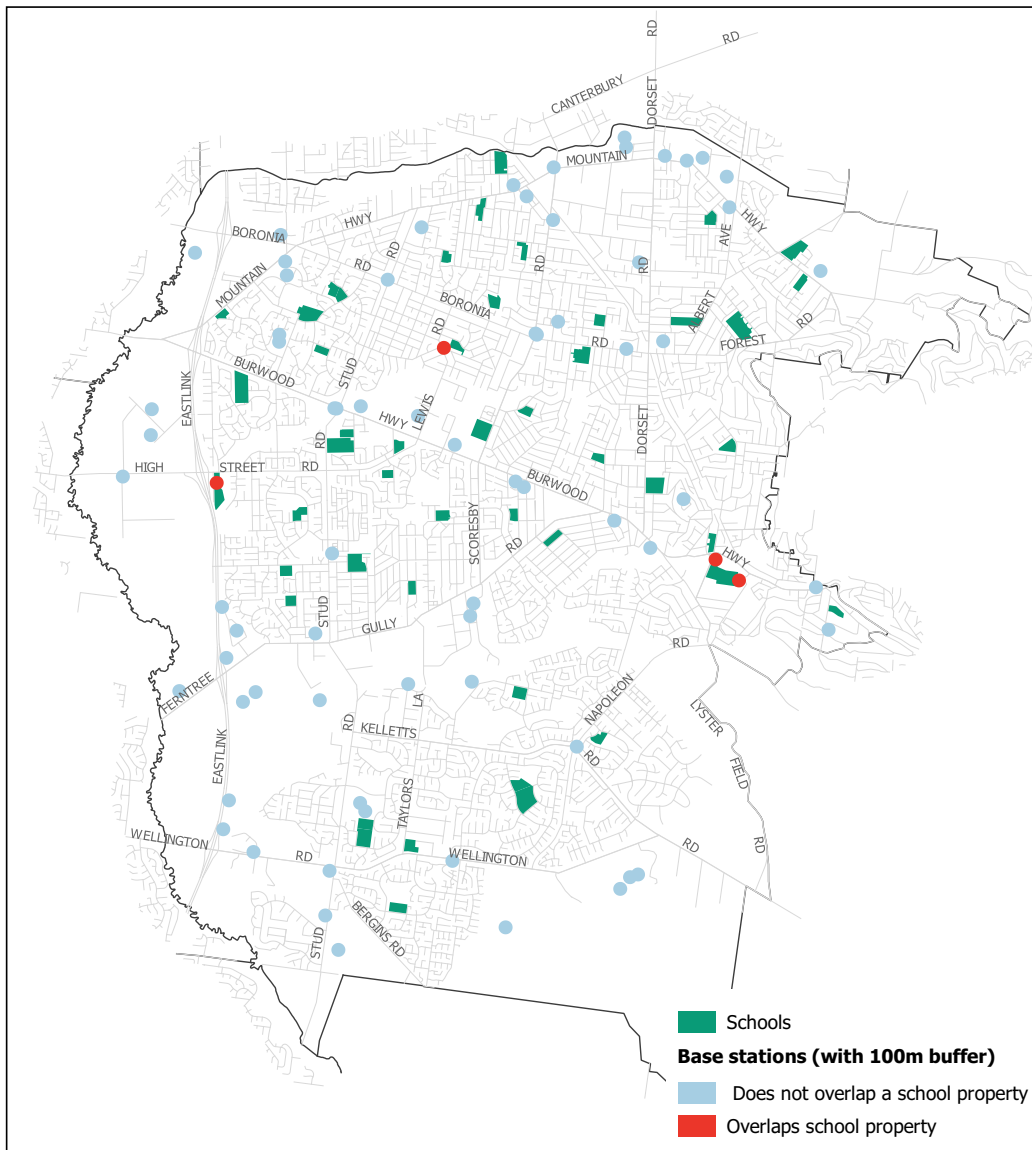 RD
RD
CANTERBURY
DORSET
MOUNTAIN
HWY
BORONIA
RD
HWY
AVE
RD
RD
RD
MOUNTAIN
BORONIA
ALBERT
RD
RD
RD
FOREST
BURWOOD
STUD
EASTLINK
LEWIS
HWY
DORSET
RD
HIGH
STREET
RD
BURWOOD
SCORESBY
RD
HWY
STUD
GULLY
RD
FERNTREE
LA
NAPOLEON
LYSTER
RD
KELLETTS
FIELD
RD
EASTLINK
TAYLORS
WELLINGTON
RD
WELLINGTON
RD
RD
BERGINS RD
STUD
Schools
Base stations (with 100m buffer)
Does not overlap a school property
Overlaps school property